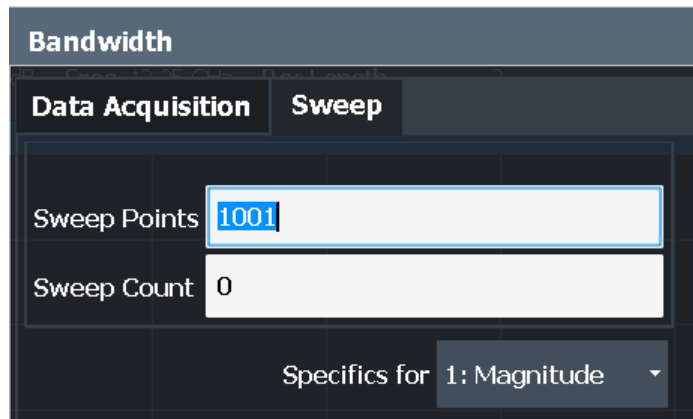 Bandwidth
Data Acquisition Sweep
Sweep Points 1001
Sweep Count 0
Specifics for 1: Magnitude